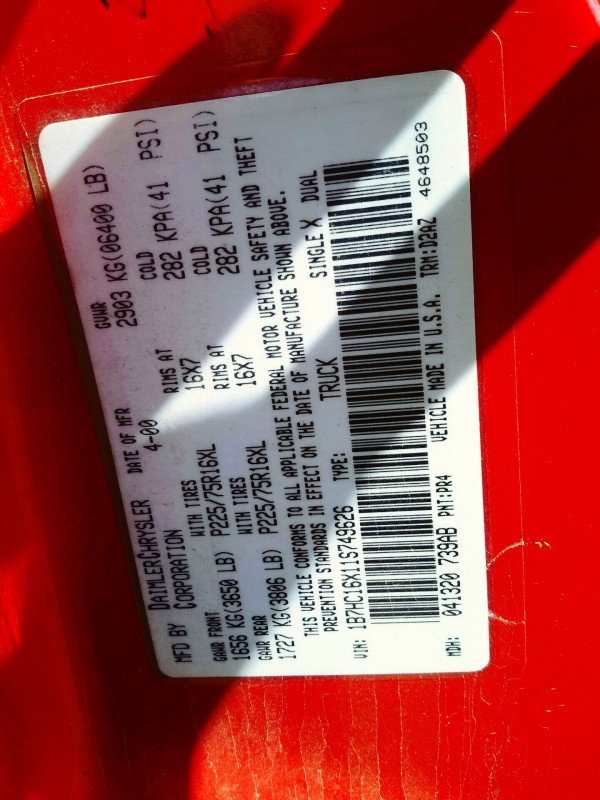 MFD BY DAIMLERCHRYSLER CORPORATION DATE OF MFR 4-00 GVWR 2903 KG(06400 LB)
GAWR FRONT WITH TIRES RIMS AT COLD
1656 KG(3650 LB) P225/75R16XL 16X7 282 KPA(41 PSI)
GAWR REAR WITH TIRES RIMS AT COLD
1727 KG(3806 LB) P225/75R16XL 16X7 282 KPA(41 PSI)
THIS VEHICLE CONFORMS TO ALL APPLICABLE FEDERAL MOTOR VEHICLE SAFETY AND THEFT
PREVENTION STANDARDS IN EFFECT ON THE DATE OF MANUFACTURE SHOWN ABOVE.
VIN: 1B7HC16X11S749626 TYPE: TRUCK SINGLE X DUAL
MDH: 041320 739AB PNT:PR4 VEHICLE MADE IN U.S.A. TRM:D2AZ 4648503